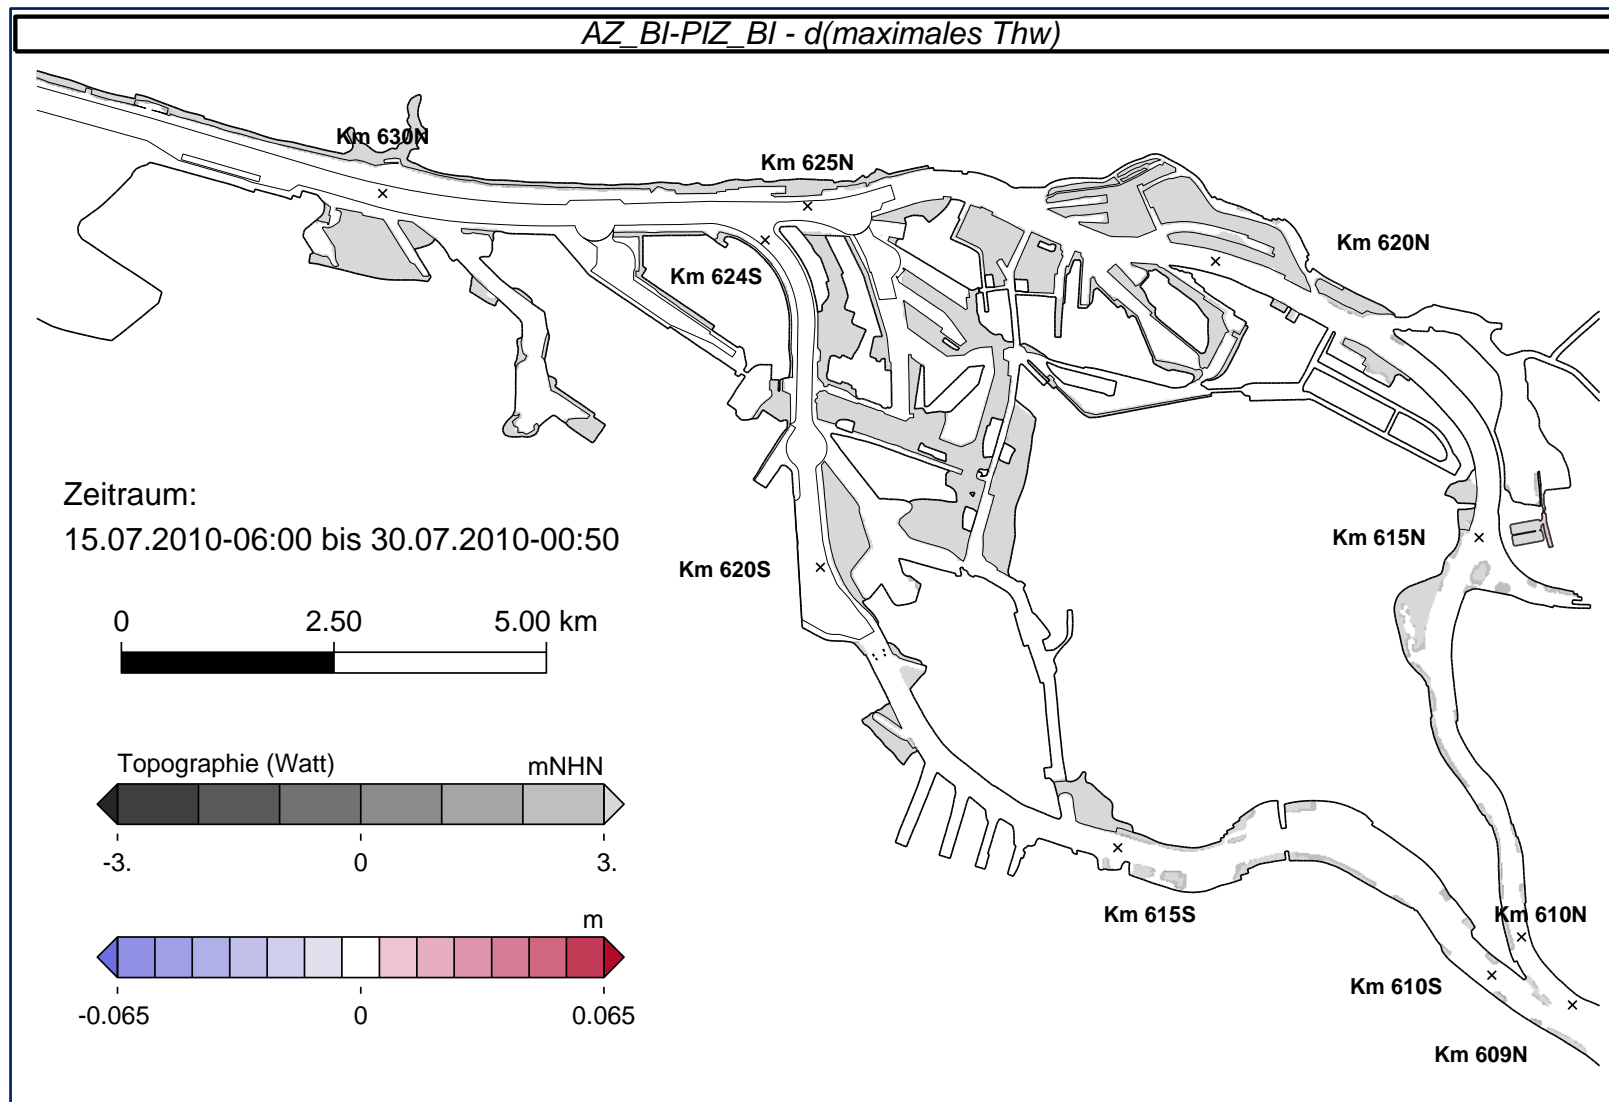 AZ_BI-PIZ_BI - d(maximales Thw)
Km 630N
Km 625N
Km 620N
Km 624S
Zeitraum:
15.07.2010-06:00 bis 30.07.2010-00:50
Km 615N
Km 620S
0 2.50 5.00 km
Topographie (Watt) mNHN
-3. 0 3.
m
-0.065 0 0.065
Km 615S
Km 610N
Km 610S
Km 609N